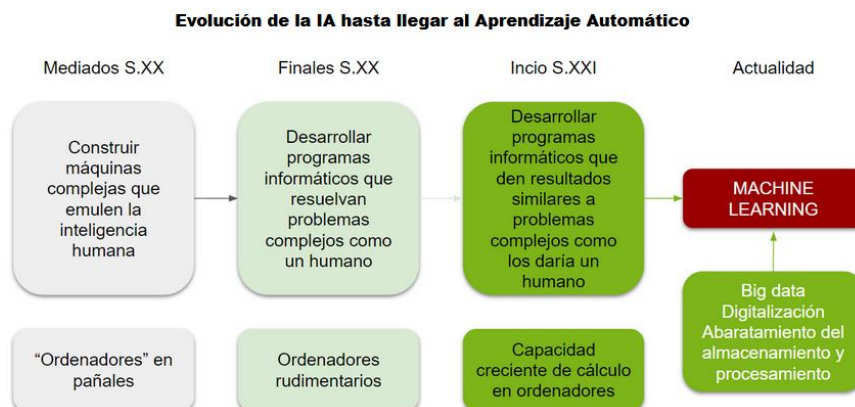 Evolución de la IA hasta llegar al Aprendizaje Automático
Mediados S.XX
Finales S.XX
Incio S.XXI
Actualidad
Construir
máquinas
complejas que
emulen la
inteligencia
humana
Desarrollar
programas
informáticos que
resuelvan
problemas
complejos como
un humano
Desarrollar
programas
informáticos que
den resultados
similares a
problemas
complejos como
los daría un
humano
MACHINE
LEARNING
"Ordenadores" en
pañales
Ordenadores
rudimentarios
Capacidad
creciente de cálculo
en ordenadores
Big data
Digitalización
Abaratamiento del
almacenamiento y
procesamiento